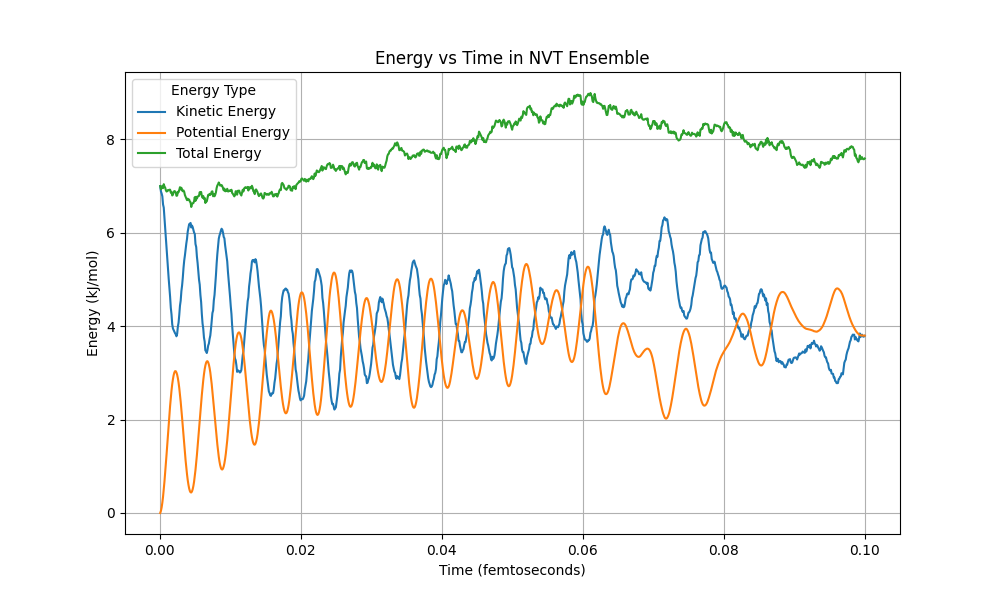 Energy vs Time in NVT Ensemble
Energy Type
Kinetic Energy
Potential Energy
Total Energy
Energy (kJ/mol)
8
6
4
2
0
0.00 0.02 0.04 0.06 0.08 0.10
Time (femtoseconds)